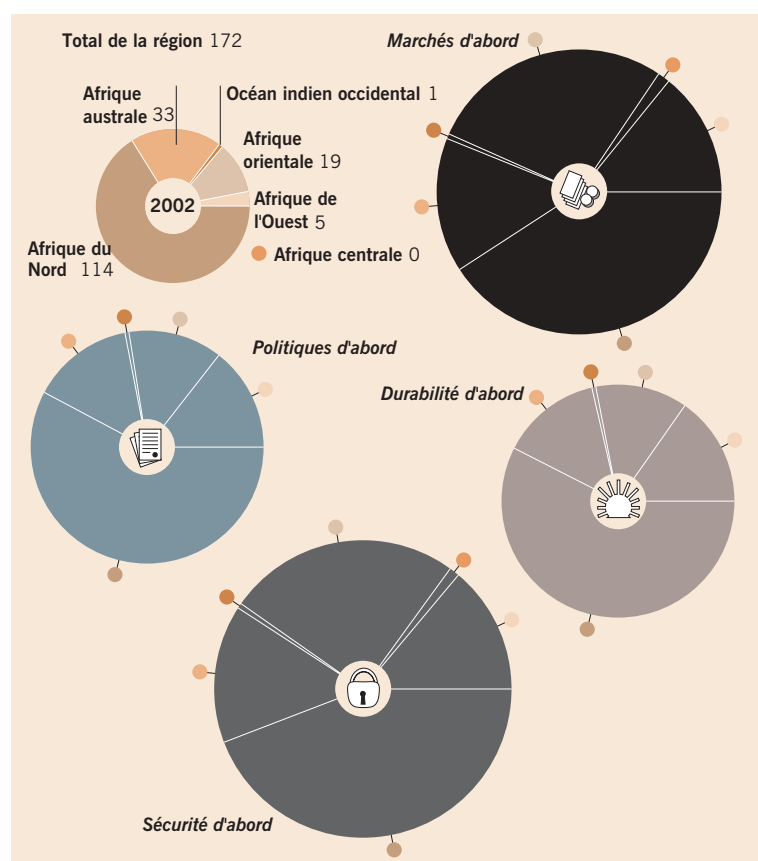 Total de la région 172
Marchés d'abord
Afrique
australe 33
Océan indien occidental 1
Afrique
orientale 19
2002
Afrique de
l'Ouest 5
Afrique du
Nord 114
Afrique centrale 0
Politiques d'abord
Durabilité d'abord
Sécurité d'abord